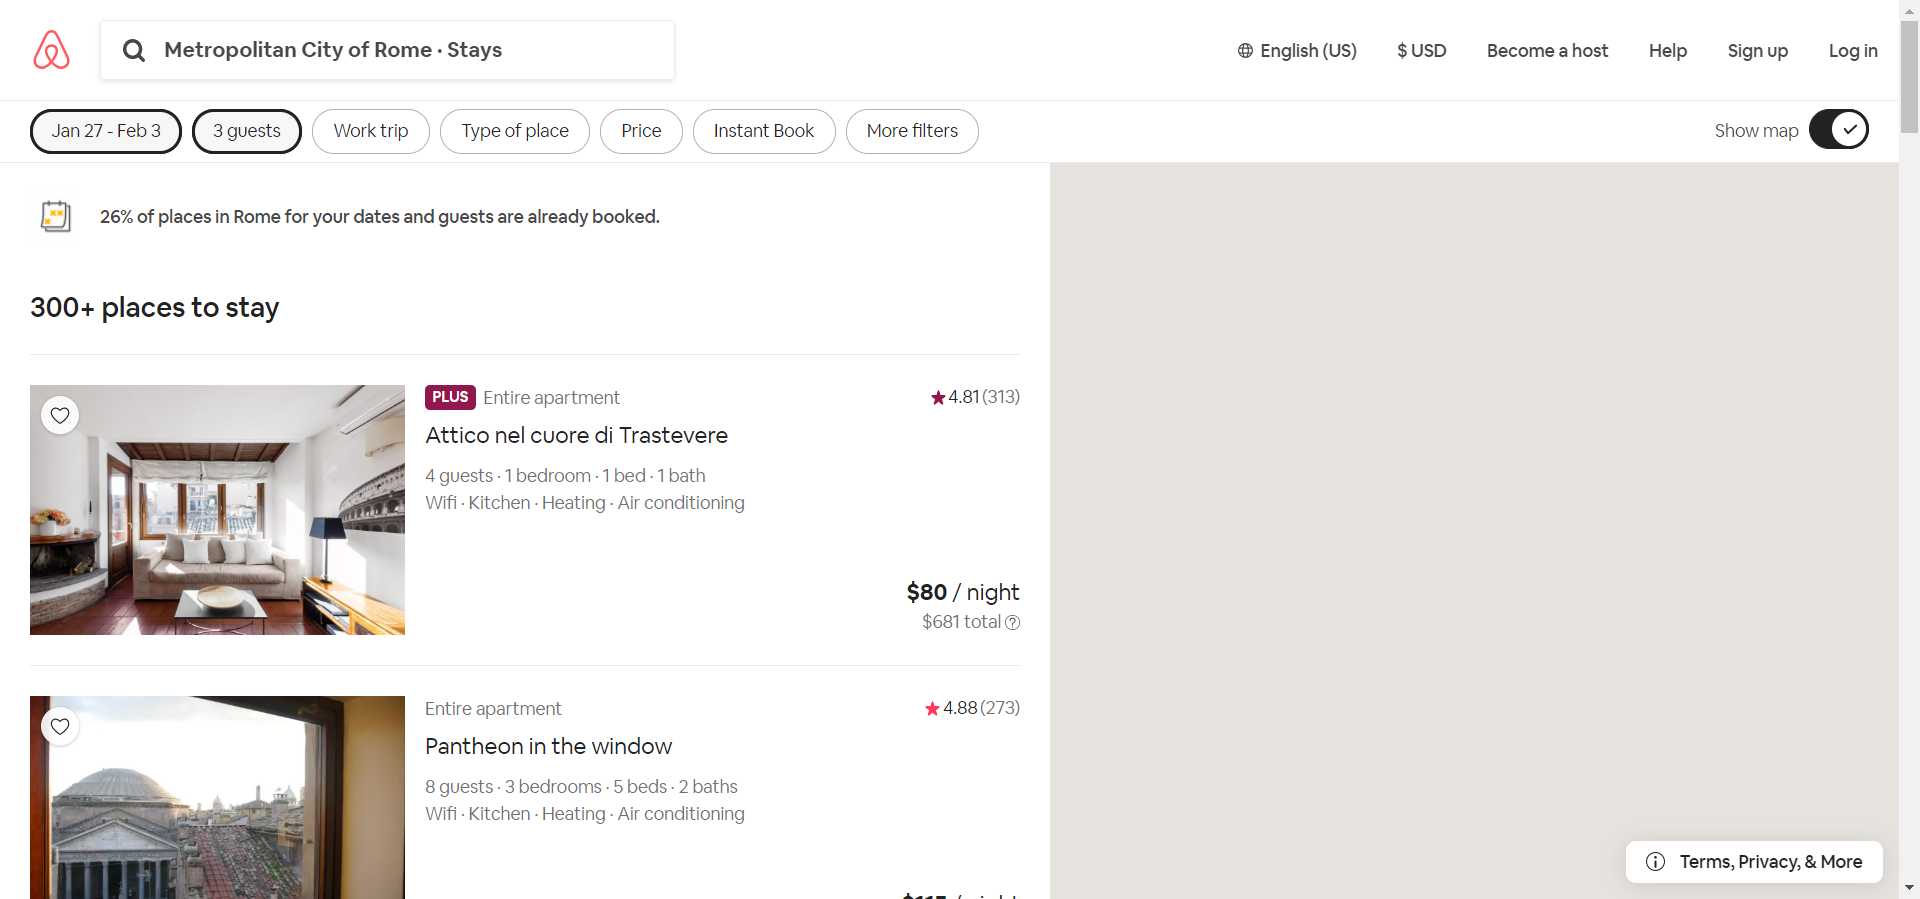 Metropolitan City of Rome · Stays
English (US)
$ USD
Become a host
Help
Sign up
Log in
Jan 27 - Feb 3
3 guests
Work trip
Type of place
Price
Instant Book
More filters
Show map
26% of places in Rome for your dates and guests are already booked.
300+ places to stay
PLUS Entire apartment
4.81 (313)
Attico nel cuore di Trastevere
4 guests · 1 bedroom · 1 bed · 1 bath
Wifi · Kitchen · Heating · Air conditioning
$80 / night
$681 total
Entire apartment
4.88 (273)
Pantheon in the window
8 guests · 3 bedrooms · 5 beds · 2 baths
Wifi · Kitchen · Heating · Air conditioning
Terms, Privacy, & More